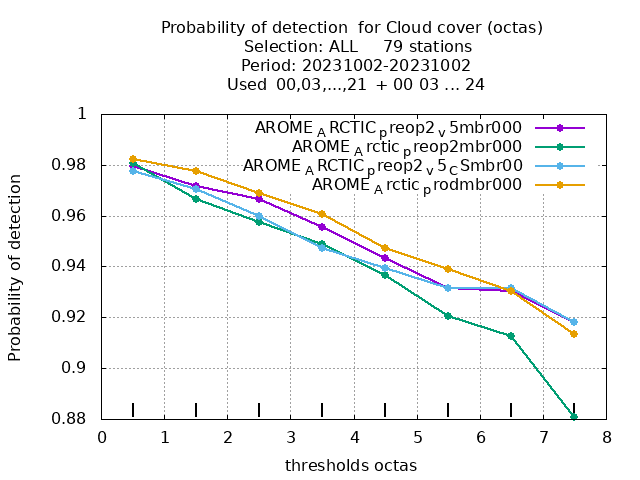 Probability of detection for Cloud cover (octas)
Selection: ALL 79 stations
Period: 20231002-20231002
Used 00,03,...,21 + 00 03 ... 24
AROME_ARCTIC_preop2_v5mbr000
AROME_Arctic_preop2mbr000
AROME_ARCTIC_preop2_v5_CSmbr00
AROME_Arctic_prodmbr000
Probability of detection
1
0.98
0.96
0.94
0.92
0.9
0.88
0 1 2 3 4 5 6 7 8
thresholds octas